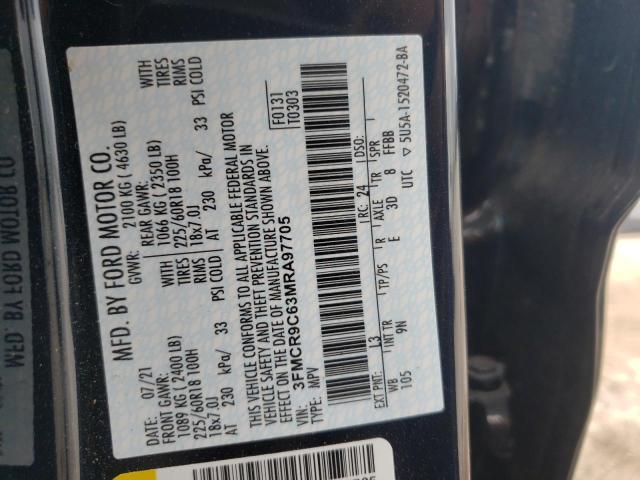 MFD. BY FORD MOTOR CO.
DATE: 07/21
GVWR: 2100 KG ( 4630 LB)
FRONT GAWR:
1089 KG ( 2400 LB)
REAR GAWR:
1066 KG ( 2350 LB)
WITH
225/60R18 100H
TIRES
225/60R18 100H
WITH
TIRES
18x7.0J
RIMS
18x7.0J
RIMS
AT 230 kPa/ 33 PSI COLD
AT 230 kPa/ 33 PSI COLD
THIS VEHICLE CONFORMS TO ALL APPLICABLE FEDERAL MOTOR
VEHICLE SAFETY AND THEFT PREVENTION STANDARDS IN
EFFECT ON THE DATE OF MANUFACTURE SHOWN ABOVE.
VIN: 3FMCR9C63MRA97705
TYPE: MPV
F0131
T0303
EXT PNT: L3
RC: 24
DSO:
WB
INT TR
TP/PS
R
AXLE
TR
SPR
105
9N
E
3D
8
FFBB
UTC
▽5U5A-1520472-BA
MFD. BY FORD MOTOR CO